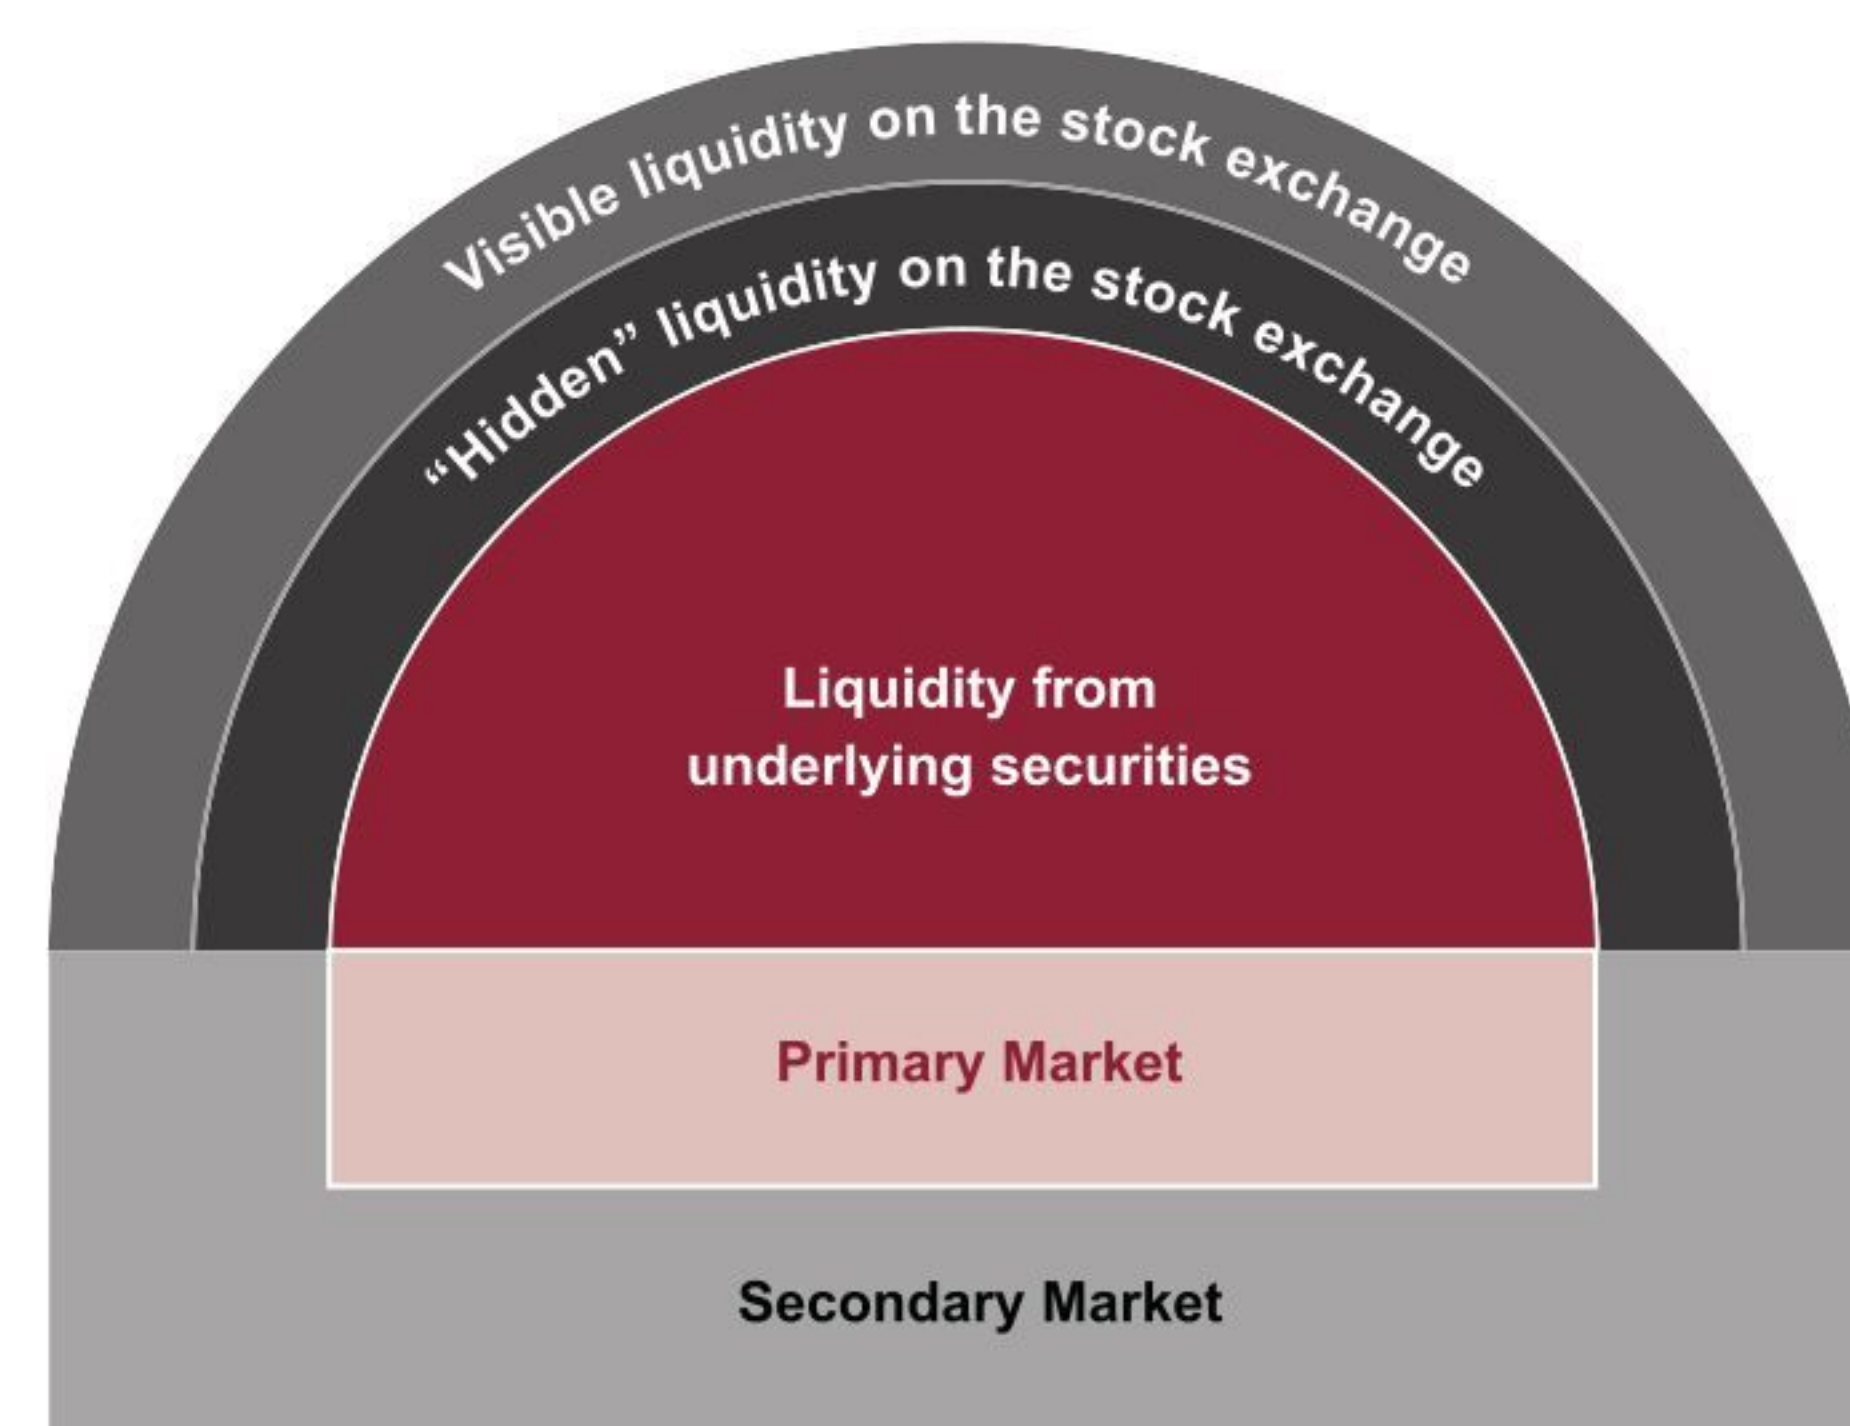 Visible liquidity on the stock exchange
“Hidden” liquidity on the stock exchange
Liquidity from
underlying securities
Primary Market
Secondary Market